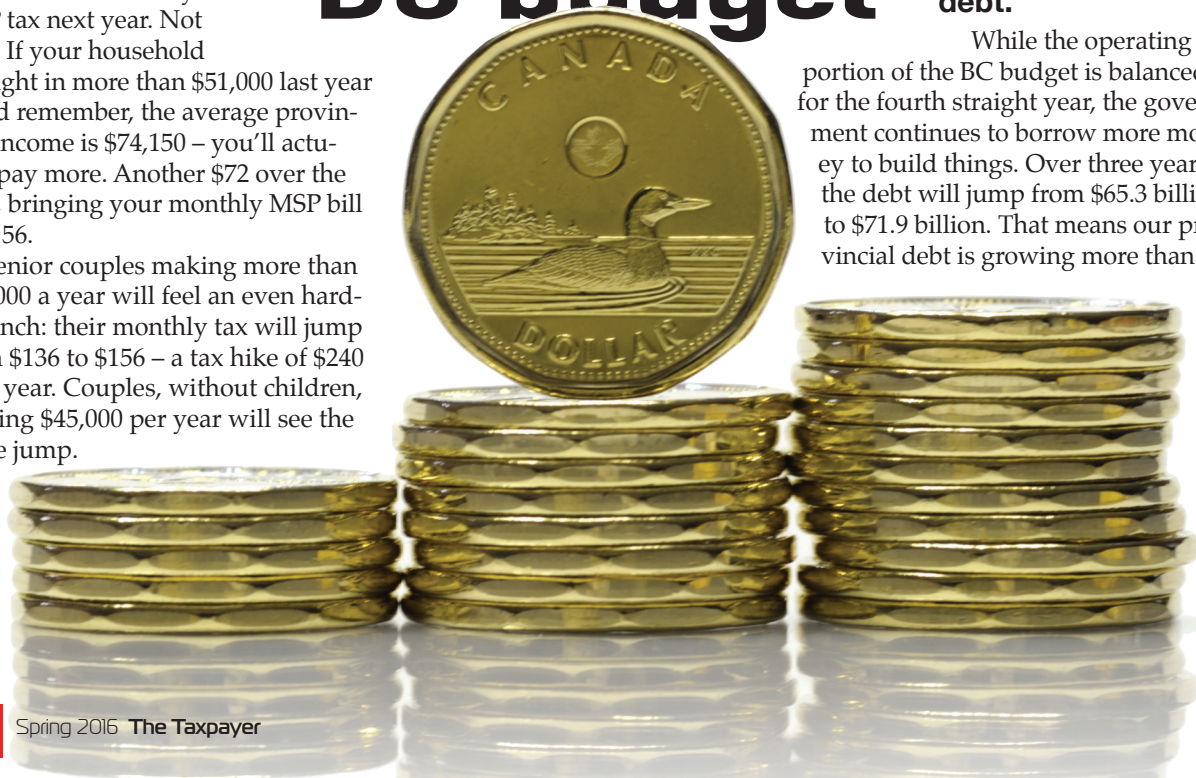 tax next year. Not
If your household
ght in more than $51,000 last year
d remember, the average provin-
ncome is $74,150 – you'll actu-
pay more. Another $72 over the
bringing your monthly MSP bill
56.
enior couples making more than
000 a year will feel an even hard-
nch: their monthly tax will jump
$136 to $156 – a tax hike of $240
year. Couples, without children,
ing $45,000 per year will see the
e jump.
BC budget
debt.
While the operating
portion of the BC budget is balanced
for the fourth straight year, the gove
ment continues to borrow more mo
ey to build things. Over three year
the debt will jump from $65.3 billi
to $71.9 billion. That means our pr
vincial debt is growing more than
CANADA
DOLLAR
Spring 2016 The Taxpayer